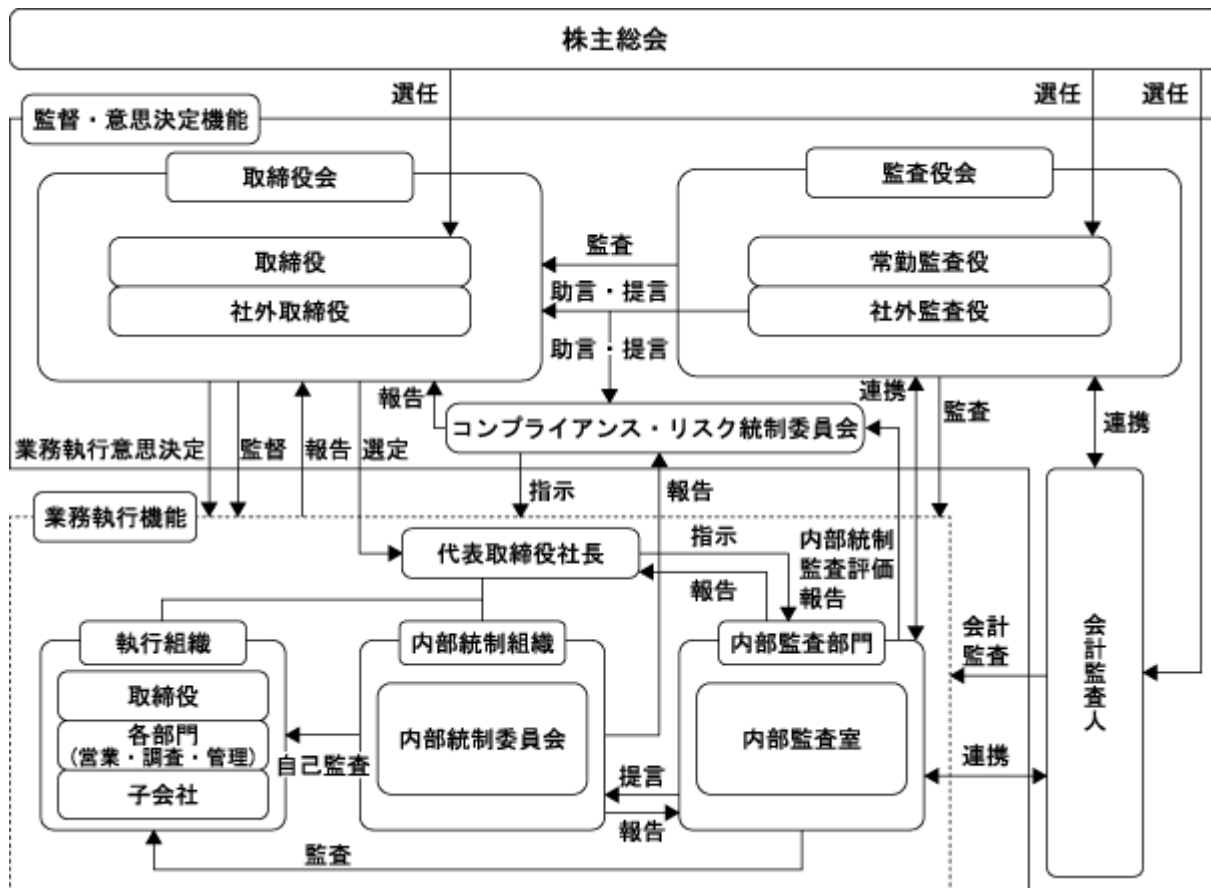 株主総会
選任
選任
選任
監督・意思決定機能
取締役会
監査役会
取締役
社外取締役
監査
助言・提言
助言・提言
常勤監査役
社外監査役
報告
コンプライアンス・リスク統制委員会
連携
監査
連携
業務執行意思決定
監督
報告
選定
指示
報告
業務執行機能
代表取締役社長
指示
報告
内部統制
監査評価
報告
執行組織
内部統制組織
内部監査部門
会計
監査
会計監査人
取締役
各部門
(営業・調査・管理)
子会社
自己監査
内部統制委員会
内部監査室
提言
報告
連携
監査